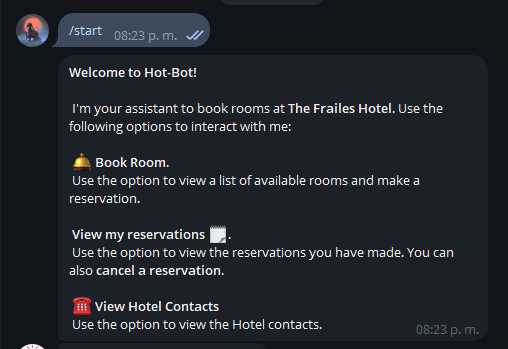 /start 08:23 p. m.
Welcome to Hot-Bot!
I'm your assistant to book rooms at The Frailes Hotel. Use the
following options to interact with me:
Book Room.
Use the option to view a list of available rooms and make a
reservation.
View my reservations .
Use the option to view the reservations you have made. You can
also cancel a reservation.
View Hotel Contacts
Use the option to view the Hotel contacts.
08:23 p. m.